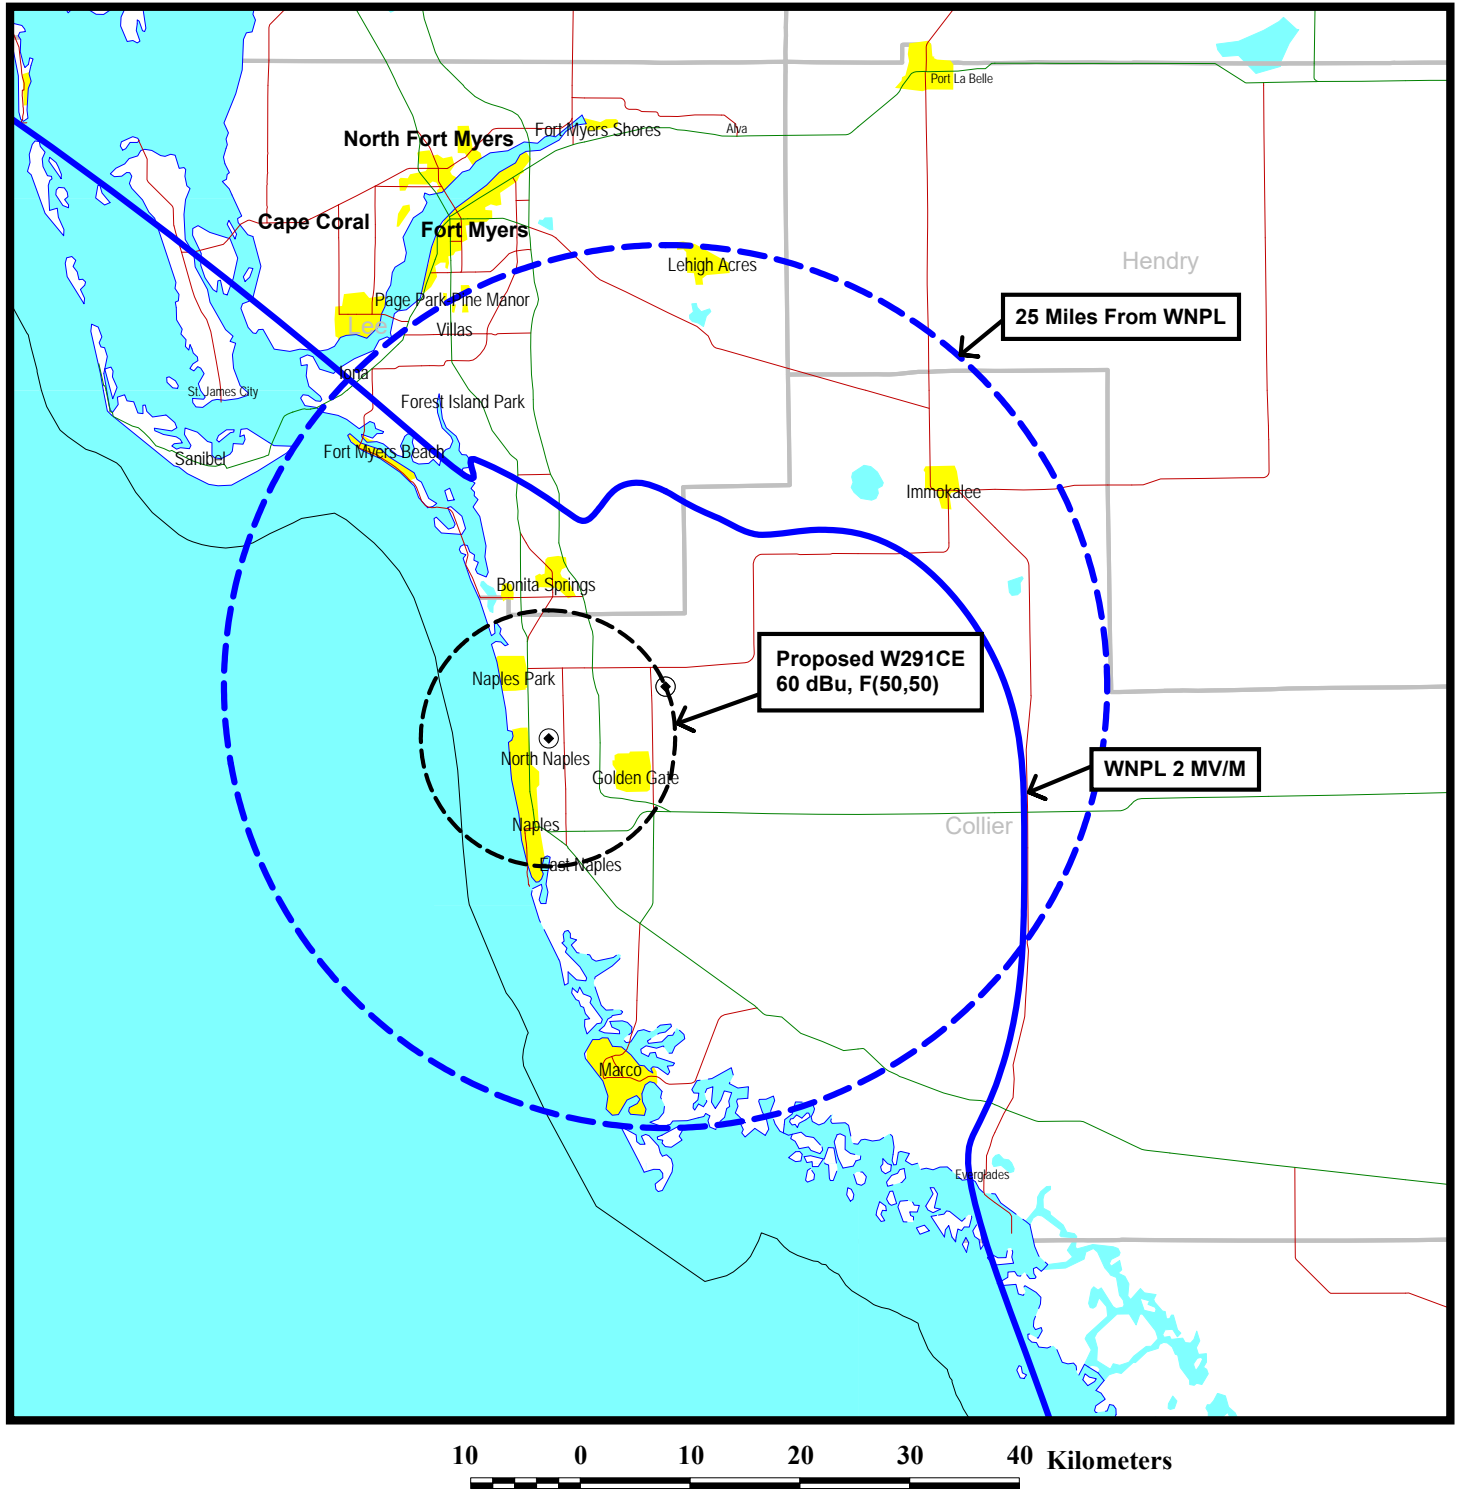 Port La Belle
Fort Myers Shores
Alva
North Fort Myers
Cape Coral
Fort Myers
Hendry
Lehigh Acres
Page Park
Pine Manor
25 Miles From WNPL
Lee
Villas
Iona
St. James City
Forest Island Park
Fort Myers Beach
Sanibel
Immokalee
Bonita Springs
Proposed W291CE
60 dBu, F(50,50)
Naples Park
North Naples
Golden Gate
WNPL 2 MV/M
Naples
Collier
East Naples
Marco
Everglades
10 0 10 20 30 40 Kilometers